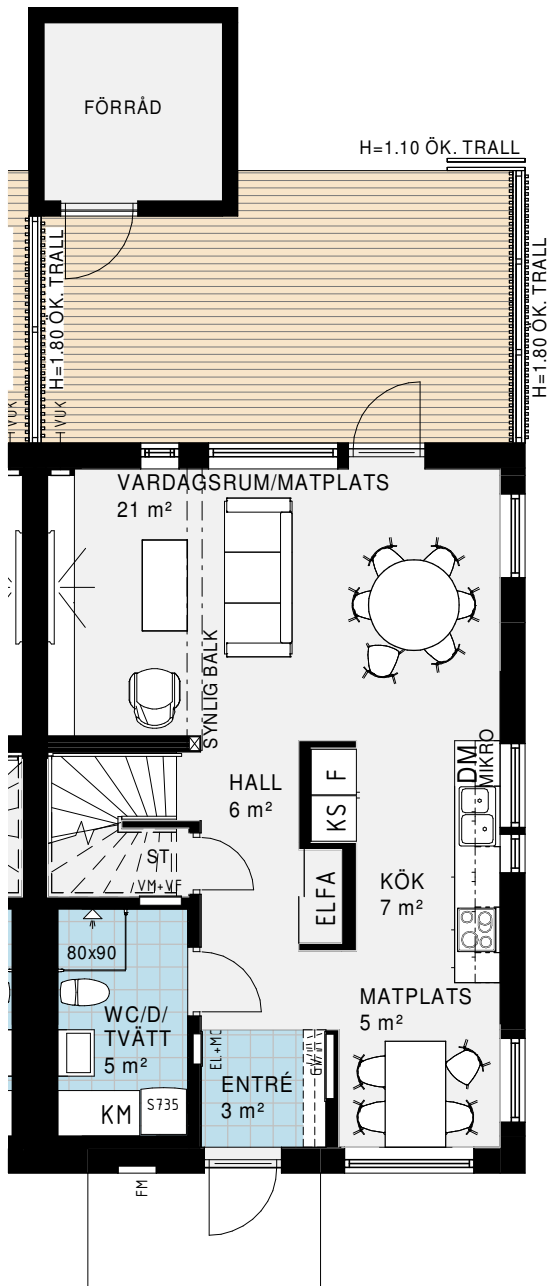 FÖRRÅD
H=1.10 ÖK. TRALL
H=1.80 ÖK. TRALL
H=1.80 ÖK. TRALL
VUK
VARDAGSRUM/MATPLATS
21 m²
SYNLIG BALK
DM
MIKRO
HALL
6 m²
F
KS
ST
VM+VF
ELFA
KÖK
7 m²
80x90
WC/D/
TVÄTT
5 m²
MATPLATS
5 m²
EL+MC
GV
ENTRÉ
3 m²
KM
S735
FM